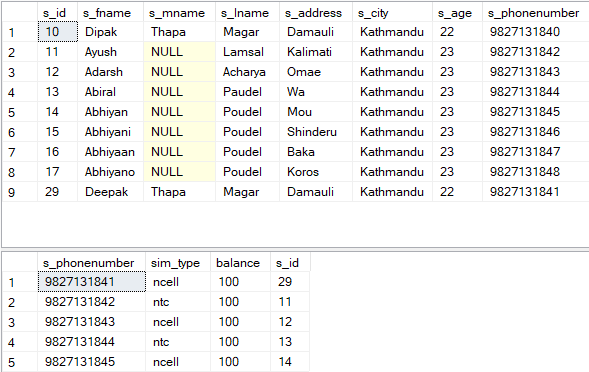 s_id s_fname s_mname s_lname s_address s_city s_age s_phonenumber
1 10 Dipak Thapa Magar Damauli Kathmandu 22 9827131840
2 11 Ayush NULL Lamsal Kalimati Kathmandu 23 9827131842
3 12 Adarsh NULL Acharya Omae Kathmandu 23 9827131843
4 13 Abiral NULL Paudel Wa Kathmandu 23 9827131844
5 14 Abhiyan NULL Poudel Mou Kathmandu 23 9827131845
6 15 Abhiyani NULL Poudel Shinderu Kathmandu 23 9827131846
7 16 Abhiyaan NULL Poudel Baka Kathmandu 23 9827131847
8 17 Abhiyano NULL Poudel Koros Kathmandu 23 9827131848
9 29 Deepak Thapa Magar Damauli Kathmandu 22 9827131841
s_phonenumber sim_type balance s_id
1 9827131841 ncell 100 29
2 9827131842 ntc 100 11
3 9827131843 ncell 100 12
4 9827131844 ntc 100 13
5 9827131845 ncell 100 14